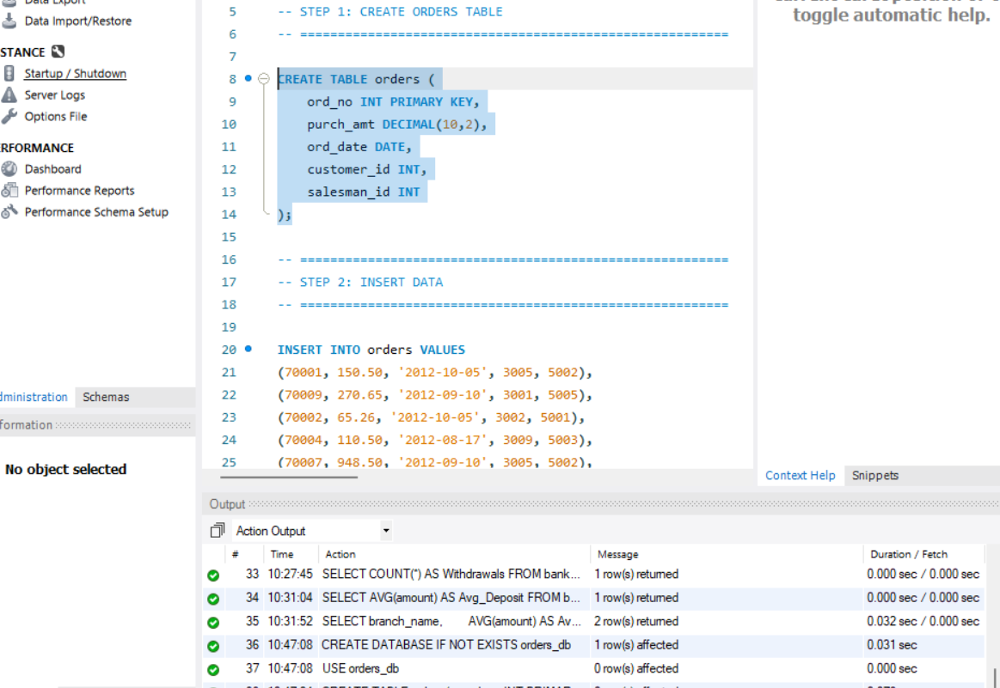 Data Export
Data Import/Restore
STANCE
Startup / Shutdown
Server Logs
Options File
RFORMANCE
Dashboard
Performance Reports
Performance Schema Setup
dministration Schemas
formation
No object selected
5 -- STEP 1: CREATE ORDERS TABLE
6 -- =========================================================
7
8 CREATE TABLE orders (
9 ord_no INT PRIMARY KEY,
10 purch_amt DECIMAL(10,2),
11 ord_date DATE,
12 customer_id INT,
13 salesman_id INT
14 );
15
16 -- =========================================================
17 -- STEP 2: INSERT DATA
18 -- =========================================================
19
20 INSERT INTO orders VALUES
21 (70001, 150.50, '2012-10-05', 3005, 5002),
22 (70009, 270.65, '2012-09-10', 3001, 5005),
23 (70002, 65.26, '2012-10-05', 3002, 5001),
24 (70004, 110.50, '2012-08-17', 3009, 5003),
25 (70007, 948.50, '2012-09-10', 3005, 5002),
toggle automatic help.
Context Help Snippets
Output
Action Output
# Time Action Message Duration / Fetch
33 10:27:45 SELECT COUNT(*) AS Withdrawals FROM bank... 1 row(s) returned 0.000 sec / 0.000 sec
34 10:31:04 SELECT AVG(amount) AS Avg_Deposit FROM b... 1 row(s) returned 0.000 sec / 0.000 sec
35 10:31:52 SELECT branch_name, AVG(amount) AS Av... 2 row(s) returned 0.032 sec / 0.000 sec
36 10:47:08 CREATE DATABASE IF NOT EXISTS orders_db 1 row(s) affected 0.031 sec
37 10:47:08 USE orders_db 0 row(s) affected 0.000 sec